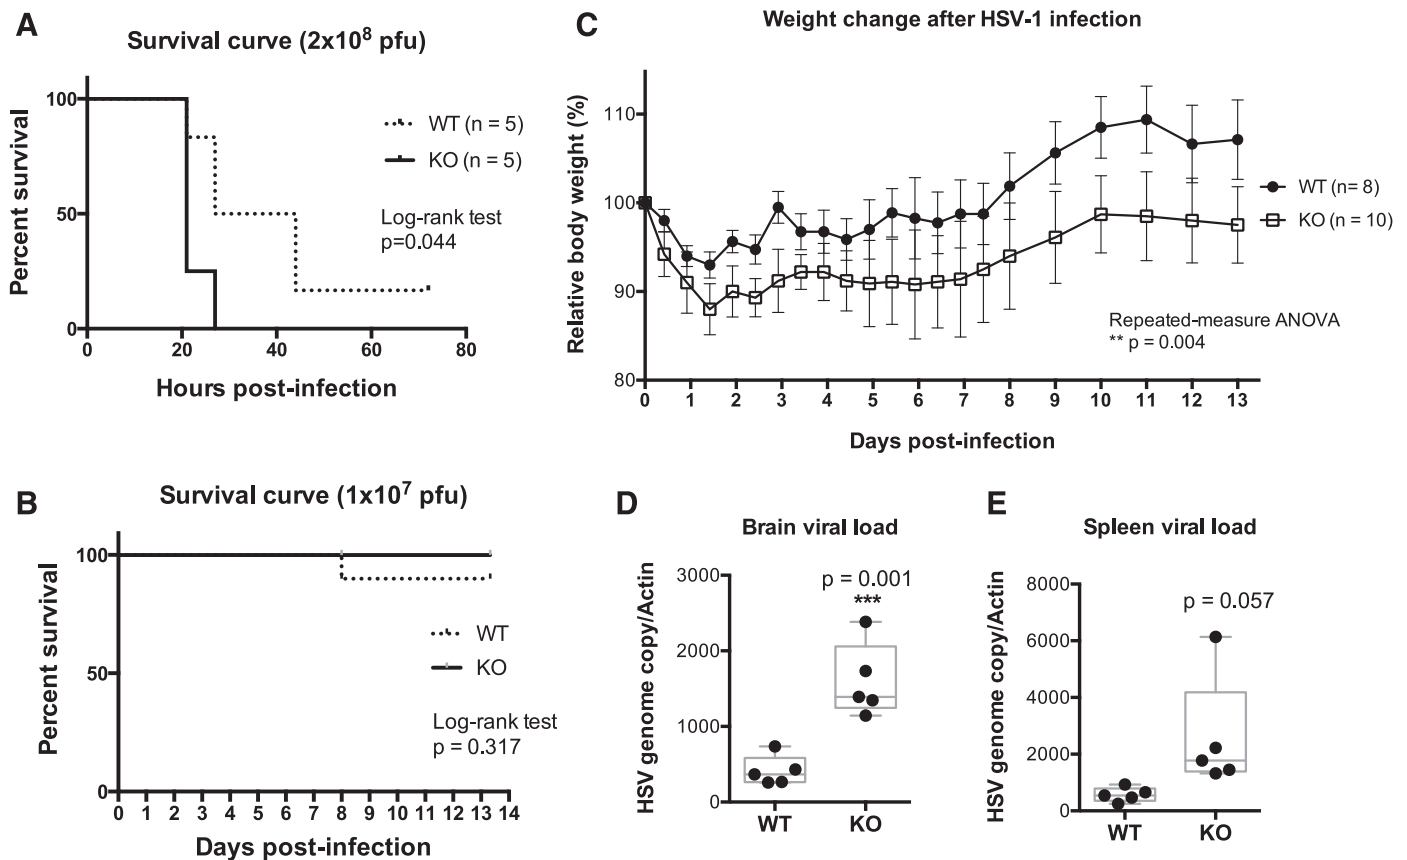 A
Survival curve (2x10⁸ pfu)
Percent survival
100
50
0
0 20 40 60 80
Hours post-infection
WT (n = 5)
KO (n = 5)
Log-rank test
p=0.044
B
Survival curve (1x10⁷ pfu)
Percent survival
100
50
0
0 1 2 3 4 5 6 7 8 9 10 11 12 13 14
Days post-infection
WT
KO
Log-rank test
p = 0.317
C
Weight change after HSV-1 infection
Relative body weight (%)
110
100
90
80
0 1 2 3 4 5 6 7 8 9 10 11 12 13
Days post-infection
WT (n= 8)
KO (n = 10)
Repeated-measure ANOVA
** p = 0.004
D
Brain viral load
HSV genome copy/Actin
3000
2000
1000
0
p = 0.001
***
WT KO
E
Spleen viral load
HSV genome copy/Actin
8000
6000
4000
2000
0
p = 0.057
WT KO